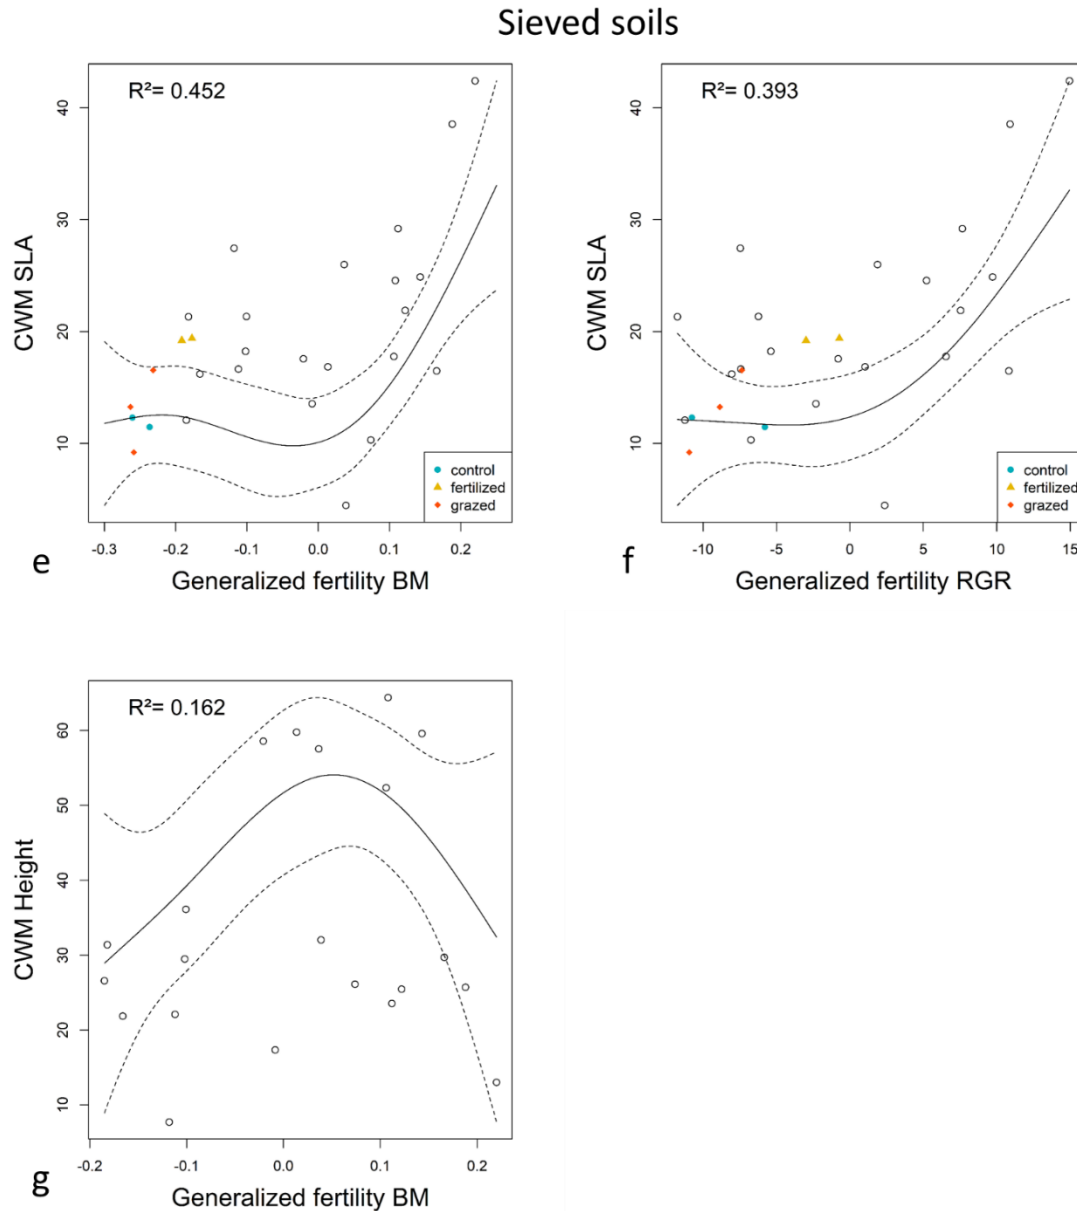 Sieved soils
R²= 0.452
CWM SLA
40
30
20
10
control
fertilized
grazed
-0.3 -0.2 -0.1 0.0 0.1 0.2
e
Generalized fertility BM
R²= 0.393
CWM SLA
40
30
20
10
control
fertilized
grazed
-10 -5 0 5 10 15
f
Generalized fertility RGR
R²= 0.162
CWM Height
60
50
40
30
20
10
-0.2 -0.1 0.0 0.1 0.2
g
Generalized fertility BM